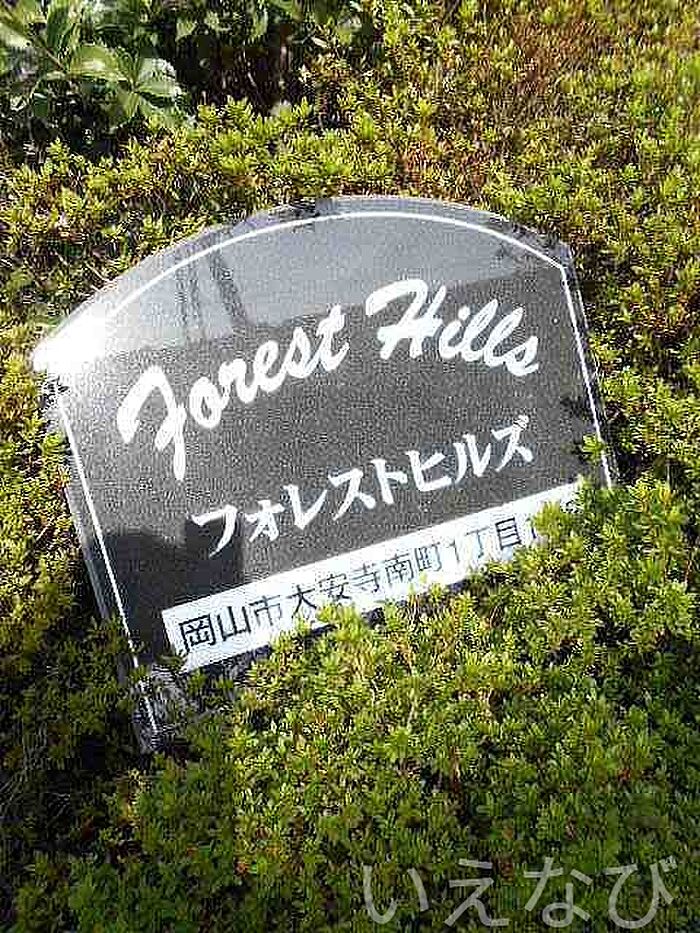 Forest Hills
フォレストヒルズ
岡山市大安寺南町1丁目
いえなび